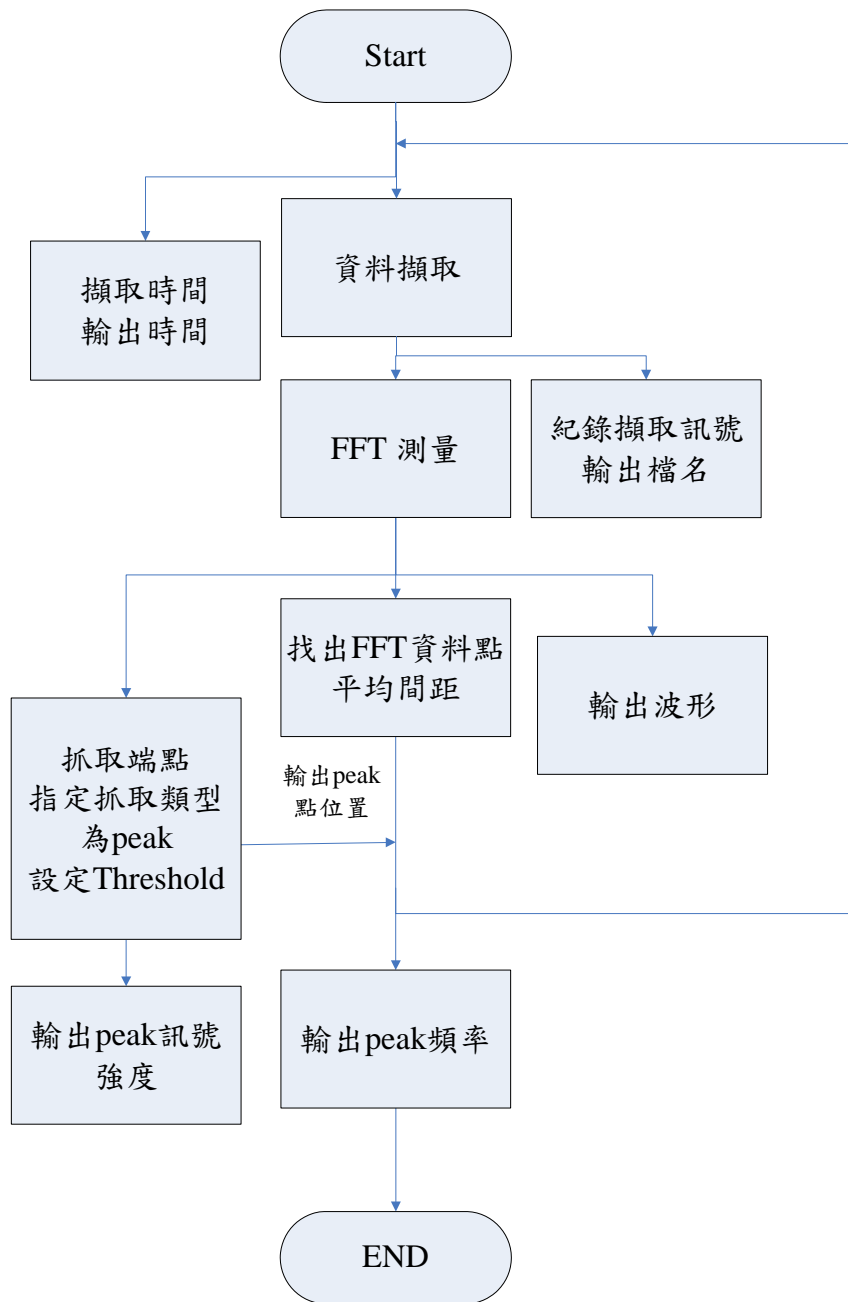 Start
擷取時間
輸出時間
資料擷取
FFT 測量
紀錄擷取訊號
輸出檔名
找出FFT資料點
平均間距
輸出波形
抓取端點
指定抓取類型
為peak
設定Threshold
輸出peak
點位置
輸出peak訊號
強度
輸出peak頻率
END